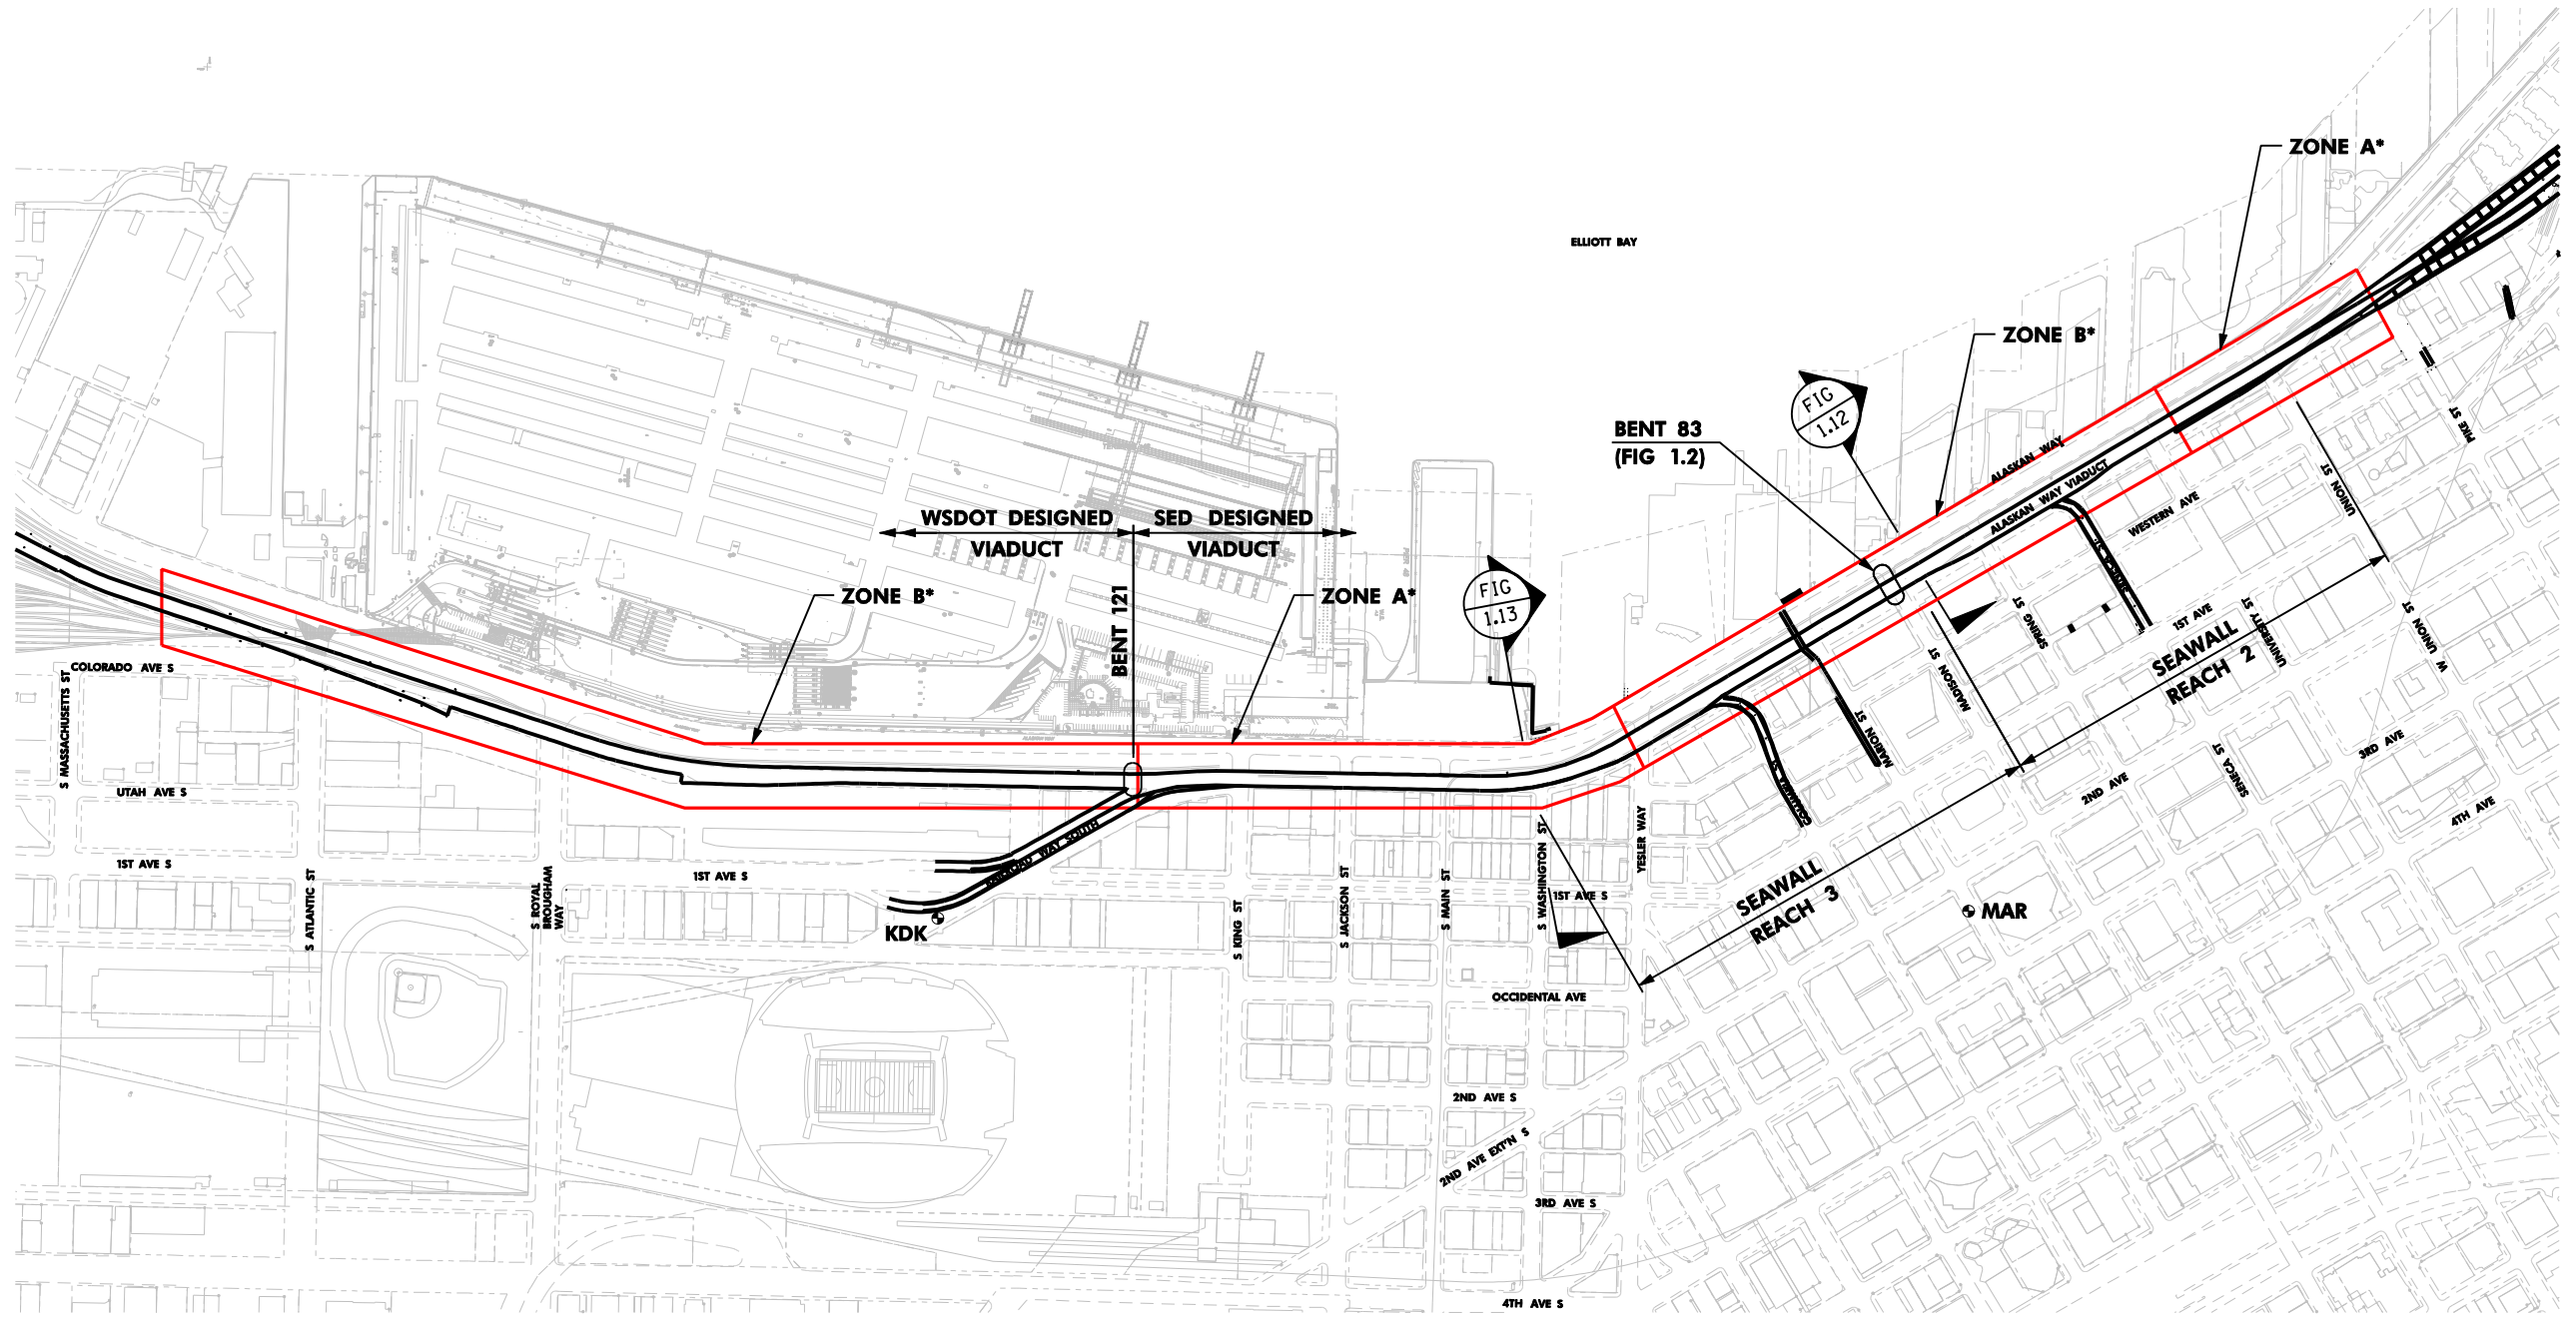 ZONE A*
ELLIOTT BAY
ZONE B*
BENT 83
(FIG 1.2)
FIG
1.12
ALASKAN WAY
ALASKAN WAY VIADUCT
WESTERN AVE
PIKE ST
UNION ST
WSDOT DESIGNED
VIADUCT
SED DESIGNED
VIADUCT
BENT 121
ZONE B*
ZONE A*
FIG
1.13
SPRING ST
1ST AVE
UNIVERSITY ST
W UNION ST
SEAWALL
REACH 2
MADISON ST
MARION ST
COLUMBIA ST
SENECA ST
2ND AVE
3RD AVE
4TH AVE
COLORADO AVE S
S MASSACHUSETTS ST
UTAH AVE S
1ST AVE S
S ATLANTIC ST
S ROYAL
BROUGHAM
WAY
1ST AVE S
RAILROAD WAY SOUTH
KDK
S KING ST
S JACKSON ST
S MAIN ST
S WASHINGTON ST
YESLER WAY
1ST AVE S
SEAWALL
REACH 3
MAR
OCCIDENTAL AVE
2ND AVE S
2ND AVE EXT'N S
3RD AVE S
4TH AVE S